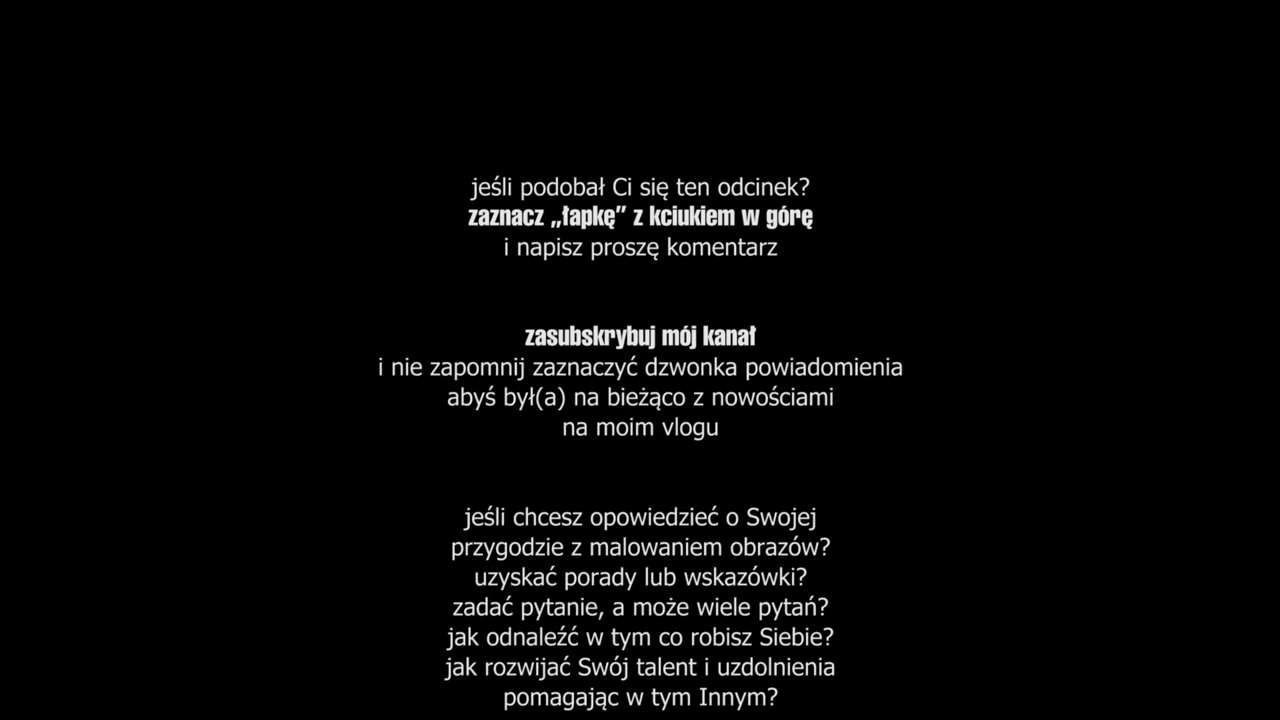 jeśli podobał Ci się ten odcinek?
zaznacz „łapkę” z kciukiem w górę
i napisz proszę komentarz
zasubskrybuj mój kanał
i nie zapomnij zaznaczyć dzwonka powiadomienia
abyś był(a) na bieżąco z nowościami
na moim vlogu
jeśli chcesz opowiedzieć o Swojej
przygodzie z malowaniem obrazów?
uzyskać porady lub wskazówki?
zadać pytanie, a może wiele pytań?
jak odnaleźć w tym co robisz Siebie?
jak rozwijać Swój talent i uzdolnienia
pomagając w tym Innym?